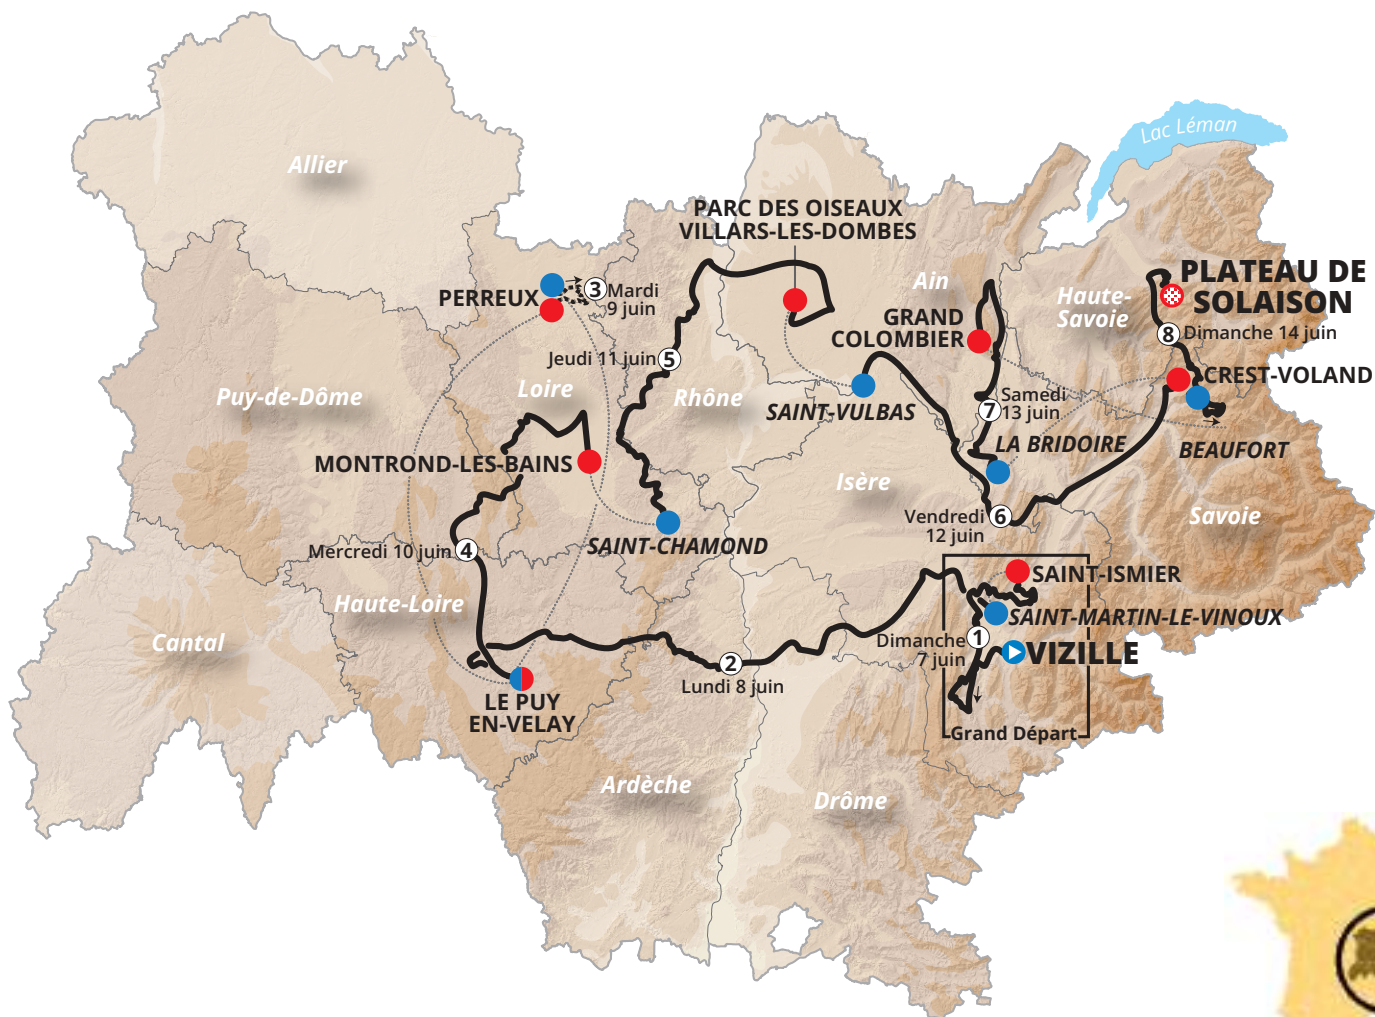 Lac Léman
Allier
PARC DES OISEAUX
VILLARS-LES-DOMBES
PLATEAU DE
SOLAISON
Ain
Haute-
Savoie
PERREUX
3
Mardi
9 juin
GRAND
COLOMBIER
8
Dimanche 14 juin
Jeudi 11 juin
5
CREST-VOLAND
Puy-de-Dôme
Loire
Rhône
SAINT-VULBAS
7
Samedi
13 juin
LA BRIDOIRE
BEAUFORT
MONTROND-LES-BAINS
Isère
Savoie
Vendredi
12 juin
6
SAINT-CHAMOND
Mercredi 10 juin
4
SAINT-ISMIER
Haute-Loire
SAINT-MARTIN-LE-VINOUX
Cantal
Dimanche
7 juin
1
VIZILLE
2
Lundi 8 juin
LE PUY
EN-VELAY
Grand Départ
Ardèche
Drôme